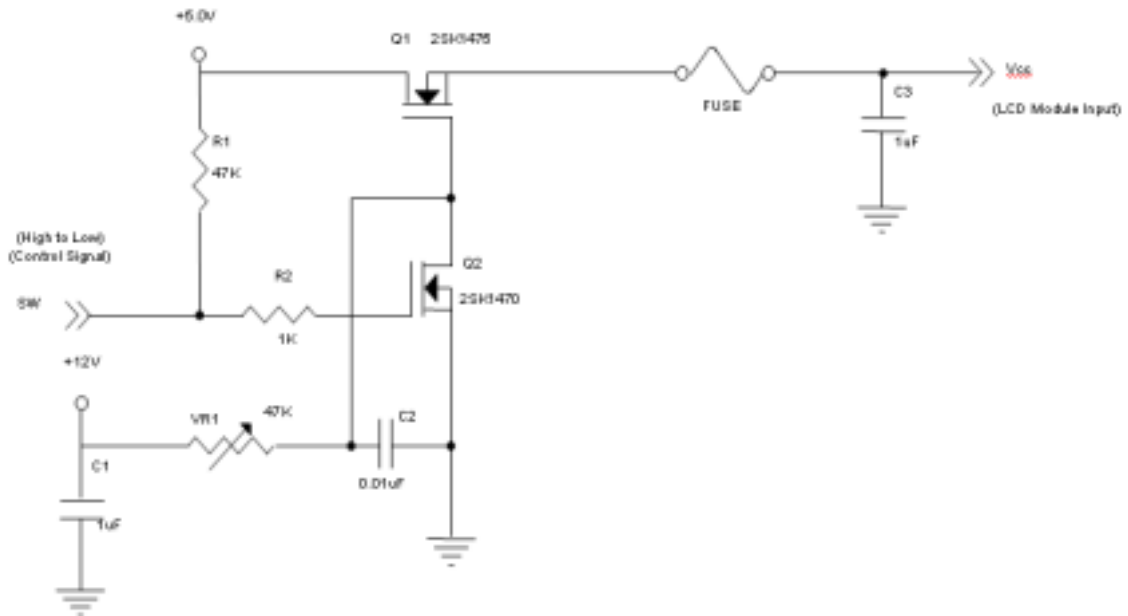 +5.0V
Q1 2SK1475
Vcc
FUSE
C3
(LCD Module Input)
1uF
R1
47K
(High to Low)
(Control Signal)
SW
R2
1K
Q2
2SK1470
+12V
VR1
47K
C2
0.01uF
C1
1uF